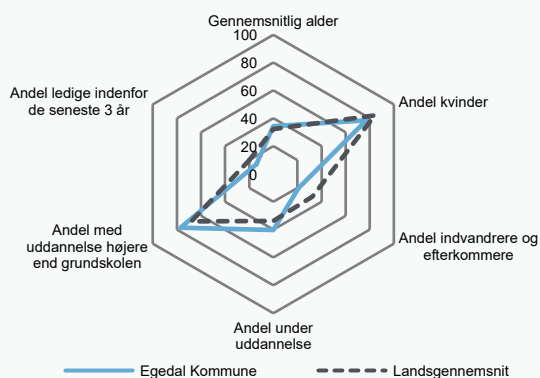 Gennemsnitlig alder
100
80
60
40
20
0
Andel kvinder
Andel indvandrere og
efterkommere
Andel under
uddannelse
Andel med
uddannelse højere
end grundskolen
Andel ledige indenfor
de seneste 3 år
Egedal Kommune
Landsgennemsnit